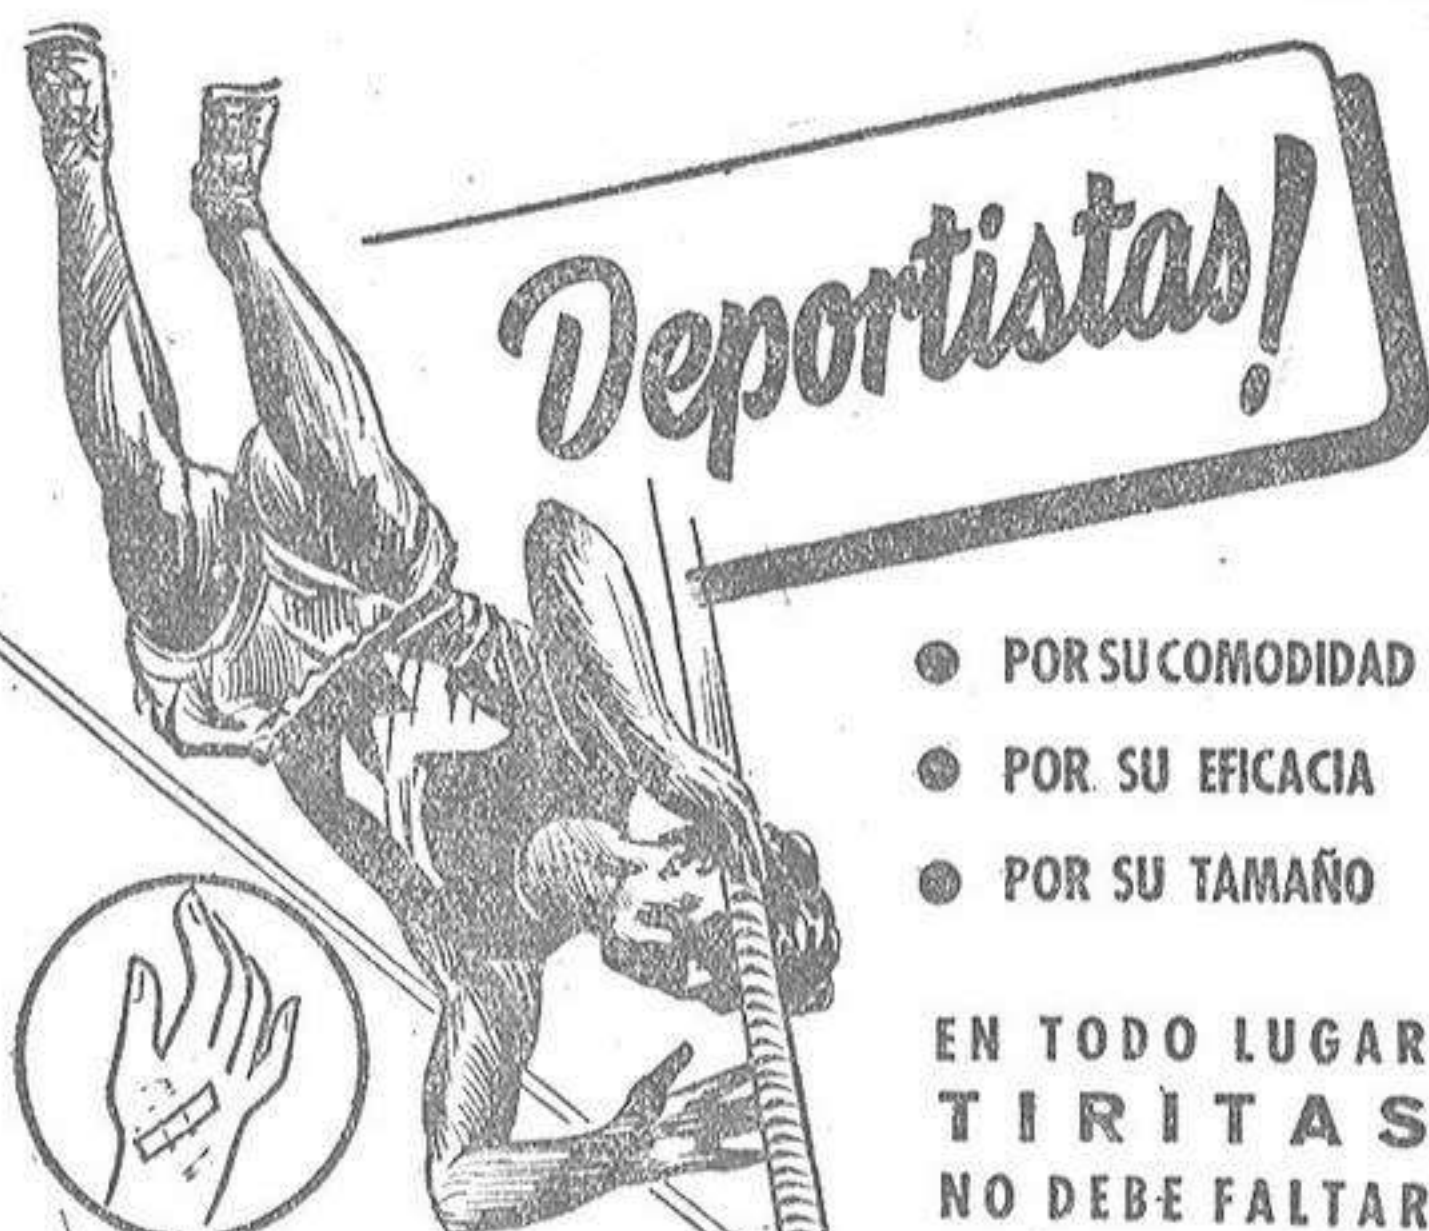 Deportistas!
● POR SU COMODIDAD
● POR SU EFICACIA
● POR SU TAMAÑO
EN TODO LUGAR
TIRITAS
NO DEBE FALTAR